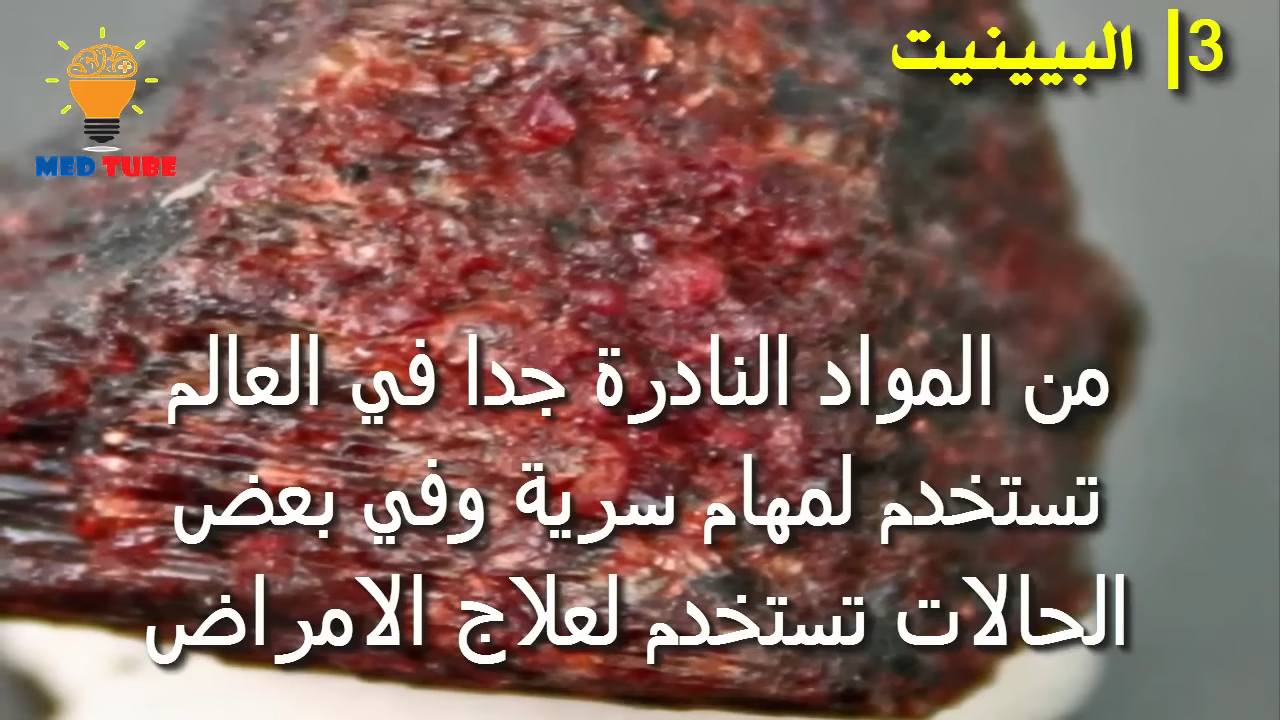 3| البيينيت
MED TUBE
من المواد النادرة جدا في العالم
تستخدم لمهام سرية وفي بعض
الحالات تستخدم لعلاج الامراض